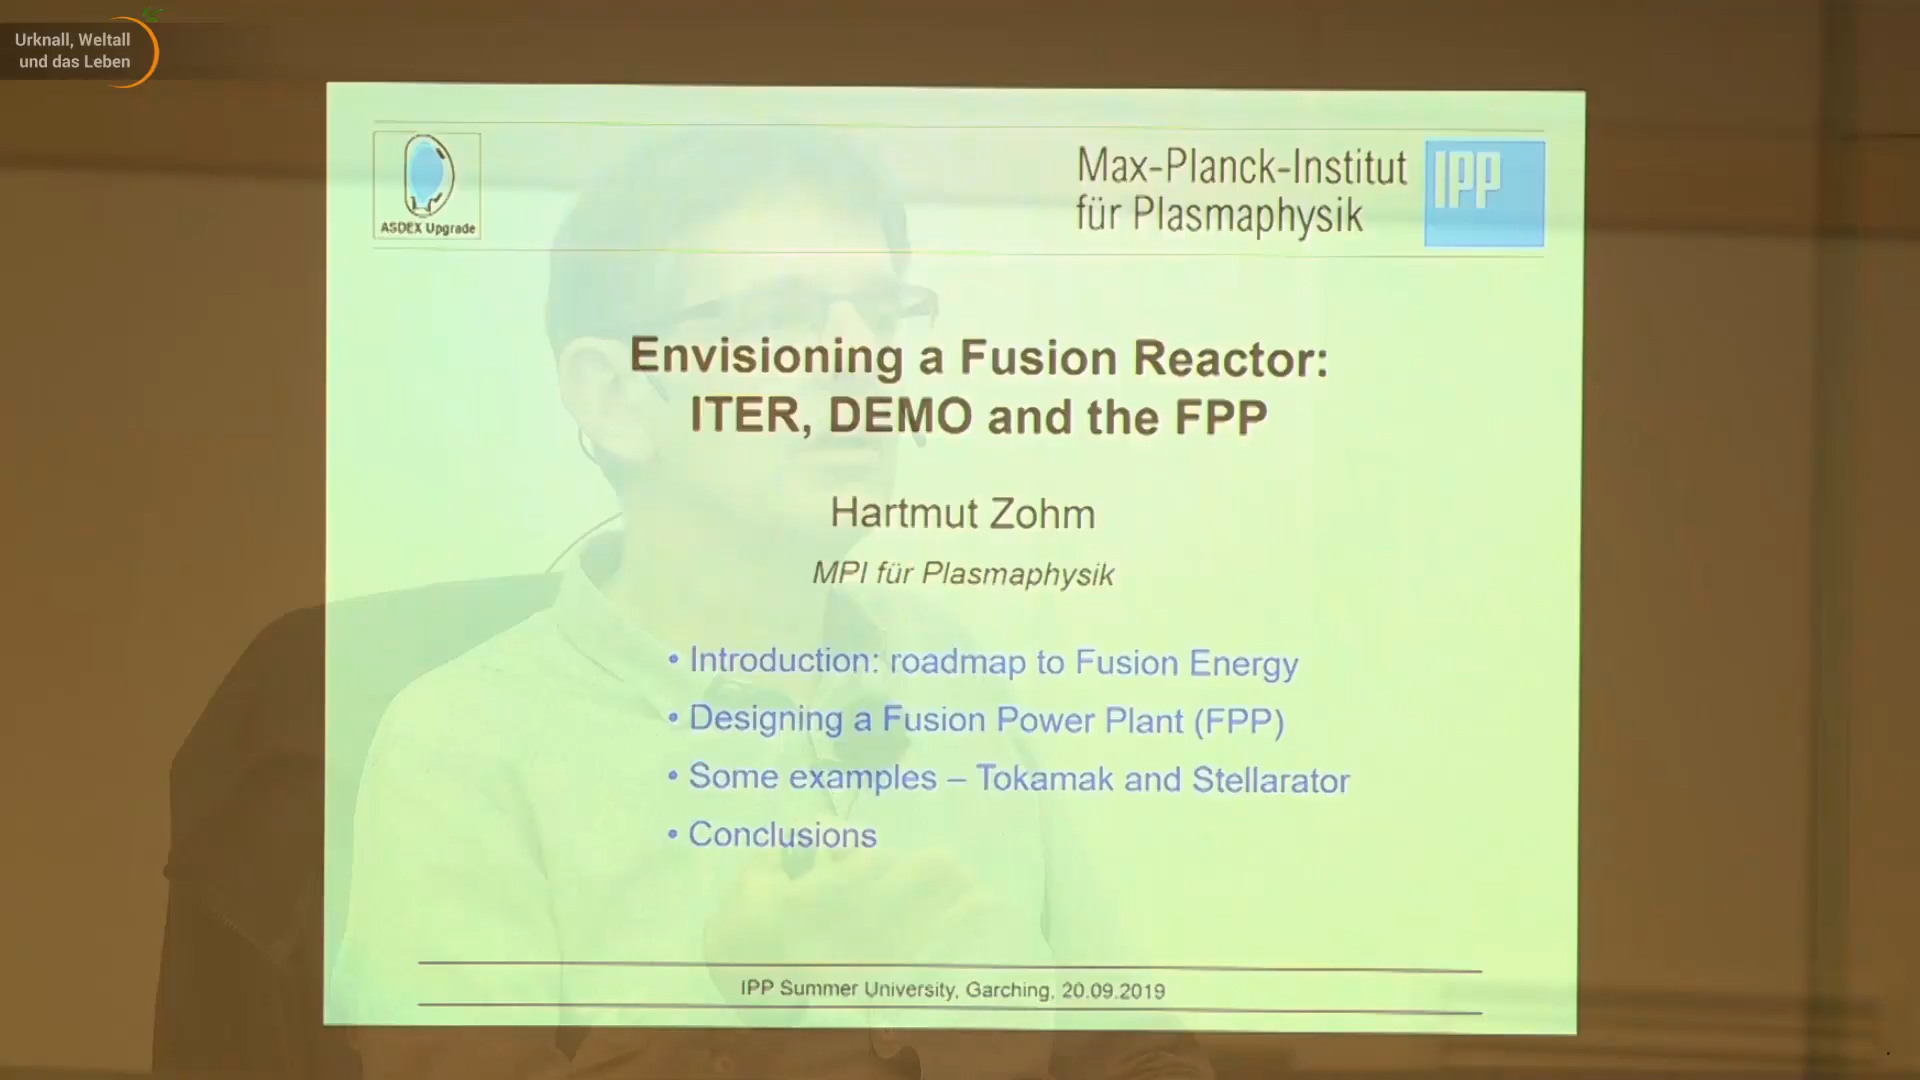 Urknall, Weltall
und das Leben
ASDEX Upgrade
Max-Planck-Institut
für Plasmaphysik
IPP
Envisioning a Fusion Reactor:
ITER, DEMO and the FPP
Hartmut Zohm
MPI für Plasmaphysik
• Introduction: roadmap to Fusion Energy
• Designing a Fusion Power Plant (FPP)
• Some examples – Tokamak and Stellarator
• Conclusions
IPP Summer University, Garching, 20.09.2019